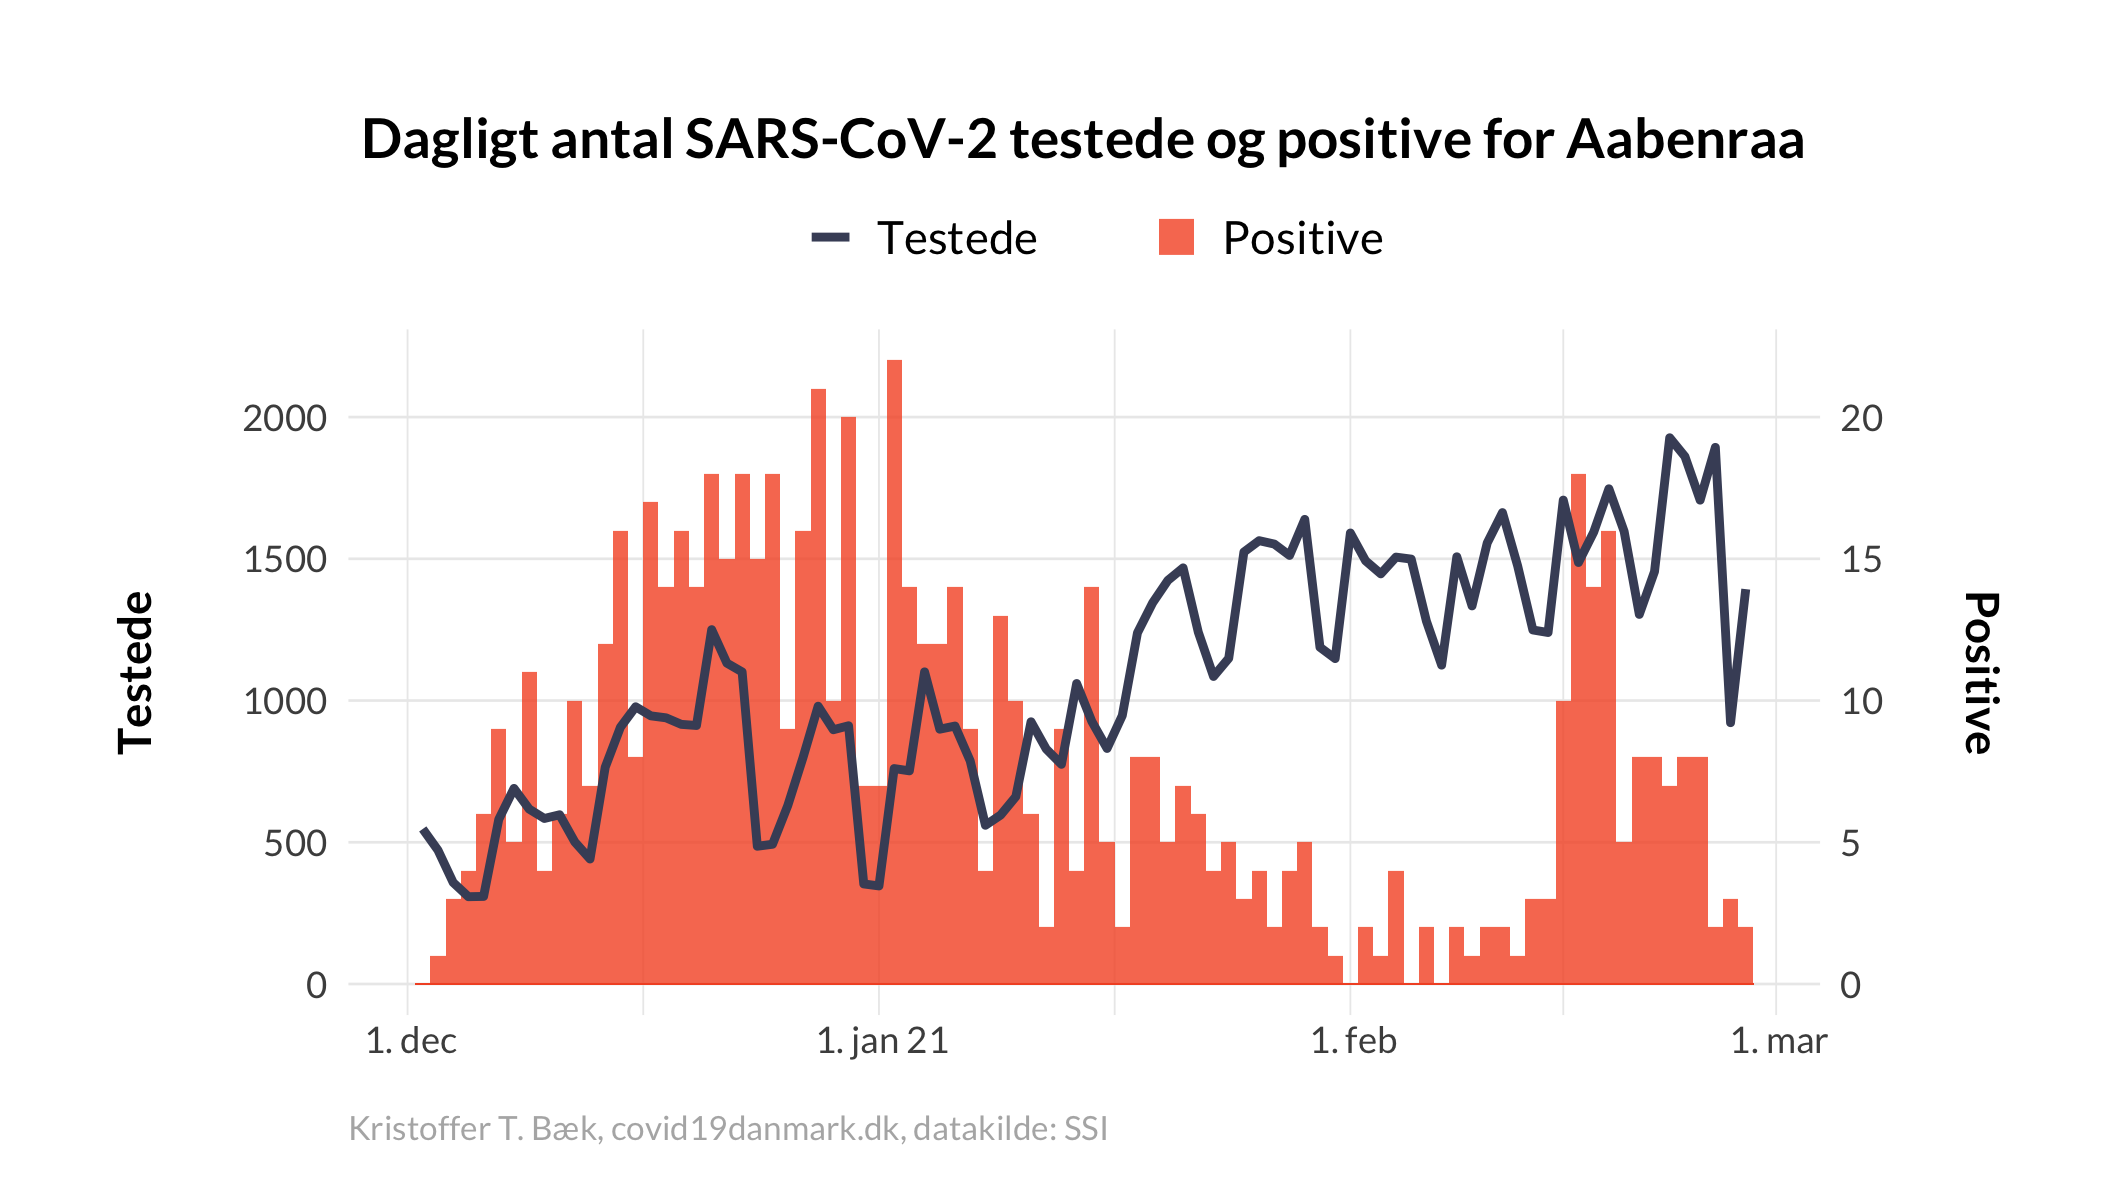 Dagligt antal SARS-CoV-2 testede og positive for Aabenraa
Testede
Positive
2000
1500
1000
500
0
Testede
20
15
10
5
0
Positive
1. dec
1. jan 21
1. feb
1. mar
Kristoffer T. Bæk, covid19danmark.dk, datakilde: SSI